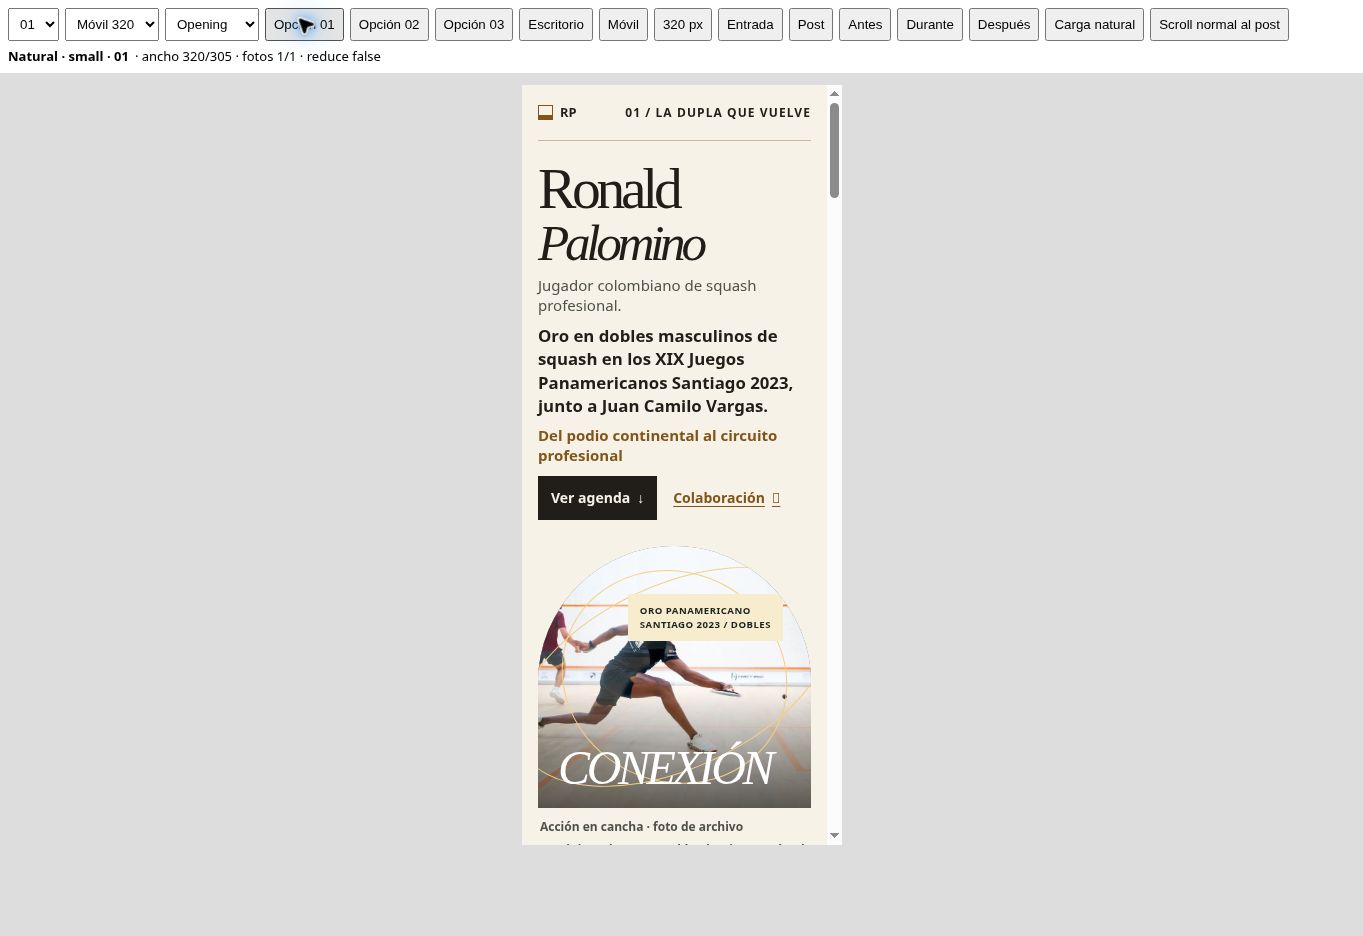 01 Móvil 320 Opening Opción 01 Opción 02 Opción 03 Escritorio Móvil 320 px Entrada Post Antes Durante Después Carga natural Scroll normal al post
Natural · small · 01 · ancho 320/305 · fotos 1/1 · reduce false
RP 01 / LA DUPLA QUE VUELVE
Ronald
Palomino
Jugador colombiano de squash
profesional.
Oro en dobles masculinos de
squash en los XIX Juegos
Panamericanos Santiago 2023,
junto a Juan Camilo Vargas.
Del podio continental al circuito
profesional
Ver agenda ↓ Colaboración
ORO PANAMERICANO
SANTIAGO 2023 / DOBLES
CONEXIÓN
Acción en cancha · foto de archivo